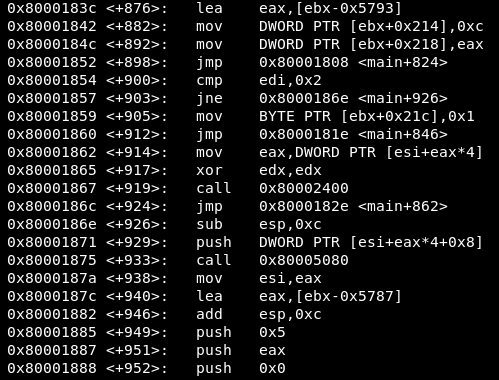 0x8000183c <+876>: lea eax,[ebx-0x5793]
0x80001842 <+882>: mov DWORD PTR [ebx+0x214],0xc
0x8000184c <+892>: mov DWORD PTR [ebx+0x218],eax
0x80001852 <+898>: jmp 0x80001808 <main+824>
0x80001854 <+900>: cmp edi,0x2
0x80001857 <+903>: jne 0x8000186e <main+926>
0x80001859 <+905>: mov BYTE PTR [ebx+0x21c],0x1
0x80001860 <+912>: jmp 0x8000181e <main+846>
0x80001862 <+914>: mov eax,DWORD PTR [esi+eax*4]
0x80001865 <+917>: xor edx,edx
0x80001867 <+919>: call 0x80002400
0x8000186c <+924>: jmp 0x8000182e <main+862>
0x8000186e <+926>: sub esp,0xc
0x80001871 <+929>: push DWORD PTR [esi+eax*4+0x8]
0x80001875 <+933>: call 0x80005080
0x8000187a <+938>: mov esi,eax
0x8000187c <+940>: lea eax,[ebx-0x5787]
0x80001882 <+946>: add esp,0xc
0x80001885 <+949>: push 0x5
0x80001887 <+951>: push eax
0x80001888 <+952>: push 0x0